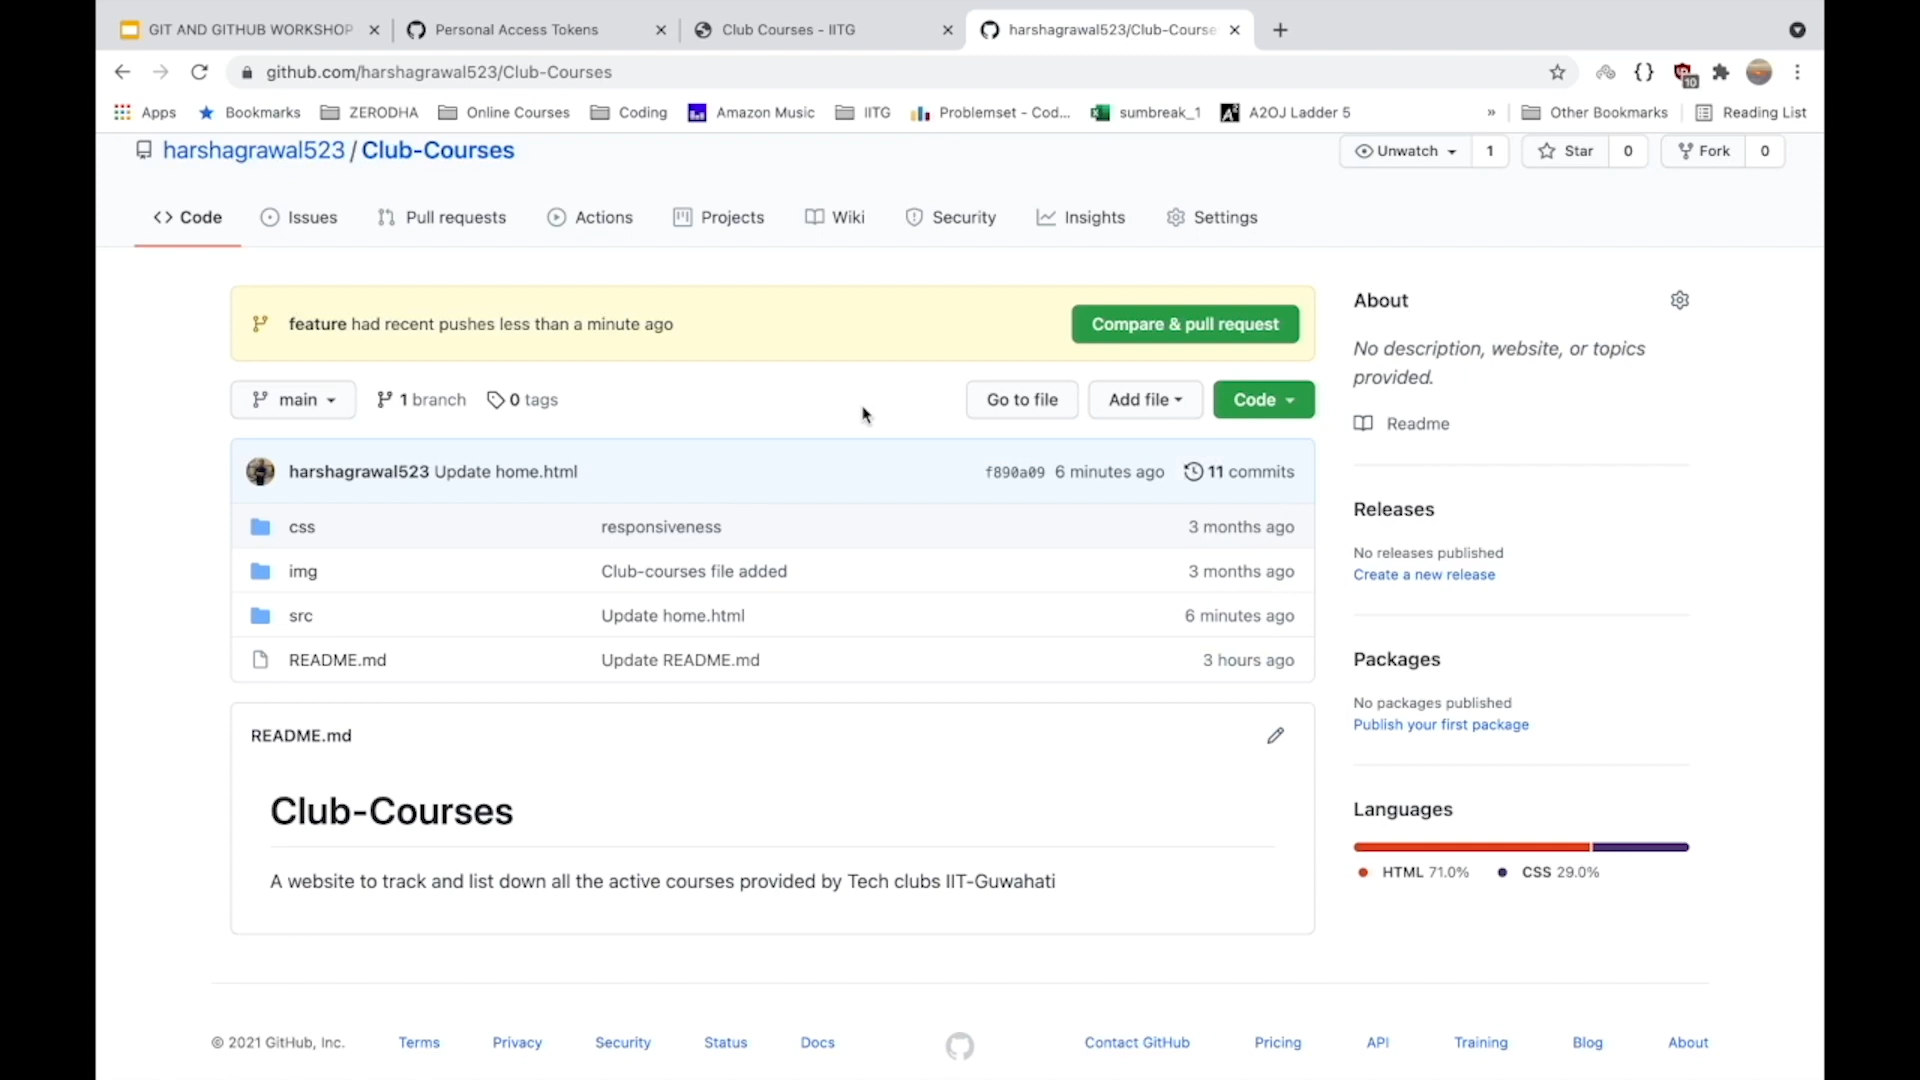 GIT AND GITHUB WORKSHOP
Personal Access Tokens
Club Courses - IITG
harshagrawal523/Club-Course
github.com/harshagrawal523/Club-Courses
10
Apps
Bookmarks
ZERODHA
Online Courses
Coding
Amazon Music
IITG
Problemset - Cod...
sumbreak_1
A2OJ Ladder 5
»
Other Bookmarks
Reading List
harshagrawal523 / Club-Courses
Unwatch 1
Star 0
Fork 0
Code
Issues
Pull requests
Actions
Projects
Wiki
Security
Insights
Settings
feature had recent pushes less than a minute ago
Compare & pull request
main
1 branch
0 tags
Go to file
Add file
Code
harshagrawal523 Update home.html
f890a09 6 minutes ago
11 commits
css responsiveness 3 months ago
img Club-courses file added 3 months ago
src Update home.html 6 minutes ago
README.md Update README.md 3 hours ago
README.md
Club-Courses
A website to track and list down all the active courses provided by Tech clubs IIT-Guwahati
About
No description, website, or topics
provided.
Readme
Releases
No releases published
Create a new release
Packages
No packages published
Publish your first package
Languages
HTML 71.0%
CSS 29.0%
© 2021 GitHub, Inc.
Terms
Privacy
Security
Status
Docs
Contact GitHub
Pricing
API
Training
Blog
About